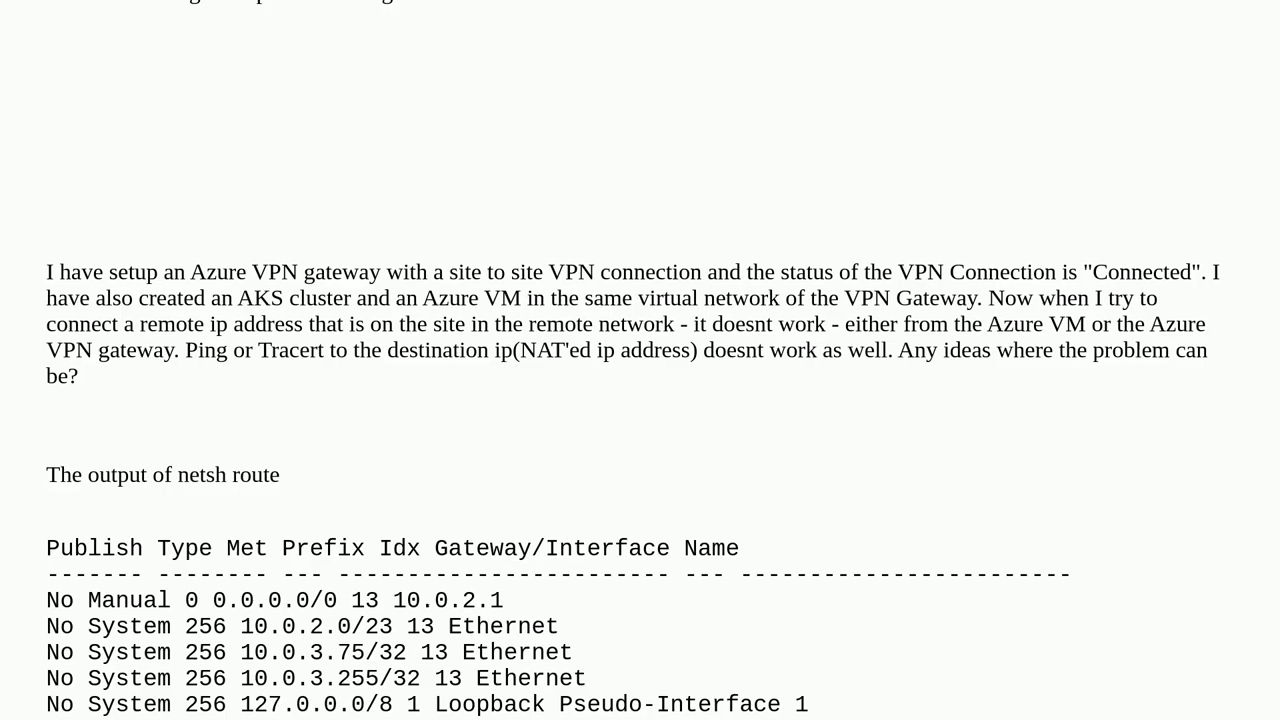 I have setup an Azure VPN gateway with a site to site VPN connection and the status of the VPN Connection is "Connected". I
have also created an AKS cluster and an Azure VM in the same virtual network of the VPN Gateway. Now when I try to
connect a remote ip address that is on the site in the remote network - it doesnt work - either from the Azure VM or the Azure
VPN gateway. Ping or Tracert to the destination ip(NAT'ed ip address) doesnt work as well. Any ideas where the problem can
be?
The output of netsh route
Publish Type Met Prefix Idx Gateway/Interface Name
------- -------- --- ------------------------ --- ------------------------
No Manual 0 0.0.0.0/0 13 10.0.2.1
No System 256 10.0.2.0/23 13 Ethernet
No System 256 10.0.3.75/32 13 Ethernet
No System 256 10.0.3.255/32 13 Ethernet
No System 256 127.0.0.0/8 1 Loopback Pseudo-Interface 1